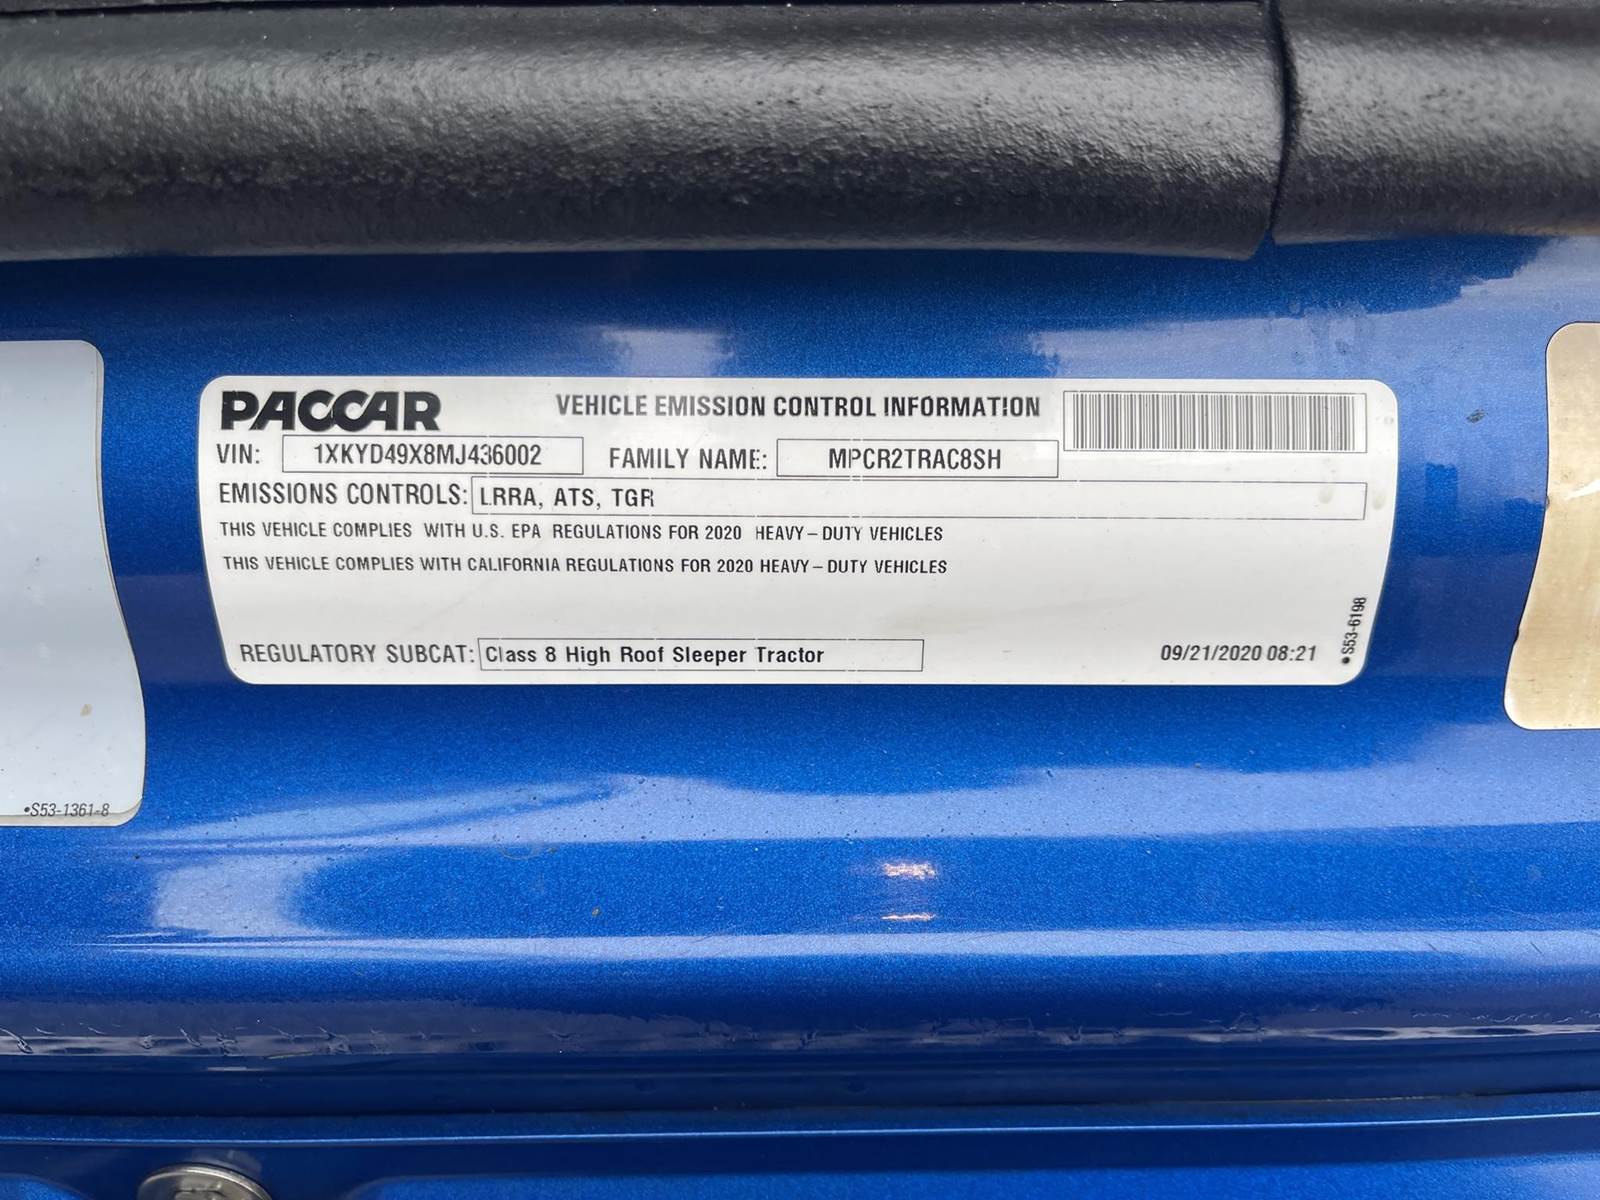 PACCAR VEHICLE EMISSION CONTROL INFORMATION
VIN: 1XKYD49X8MJ436002 FAMILY NAME: MPCR2TRAC8SH
EMISSIONS CONTROLS: LRRA, ATS, TGR
THIS VEHICLE COMPLIES WITH U.S. EPA REGULATIONS FOR 2020 HEAVY-DUTY VEHICLES
THIS VEHICLE COMPLIES WITH CALIFORNIA REGULATIONS FOR 2020 HEAVY-DUTY VEHICLES
REGULATORY SUBCAT: Class 8 High Roof Sleeper Tractor 09/21/2020 08:21
•S53-6198
•S53-1361-8